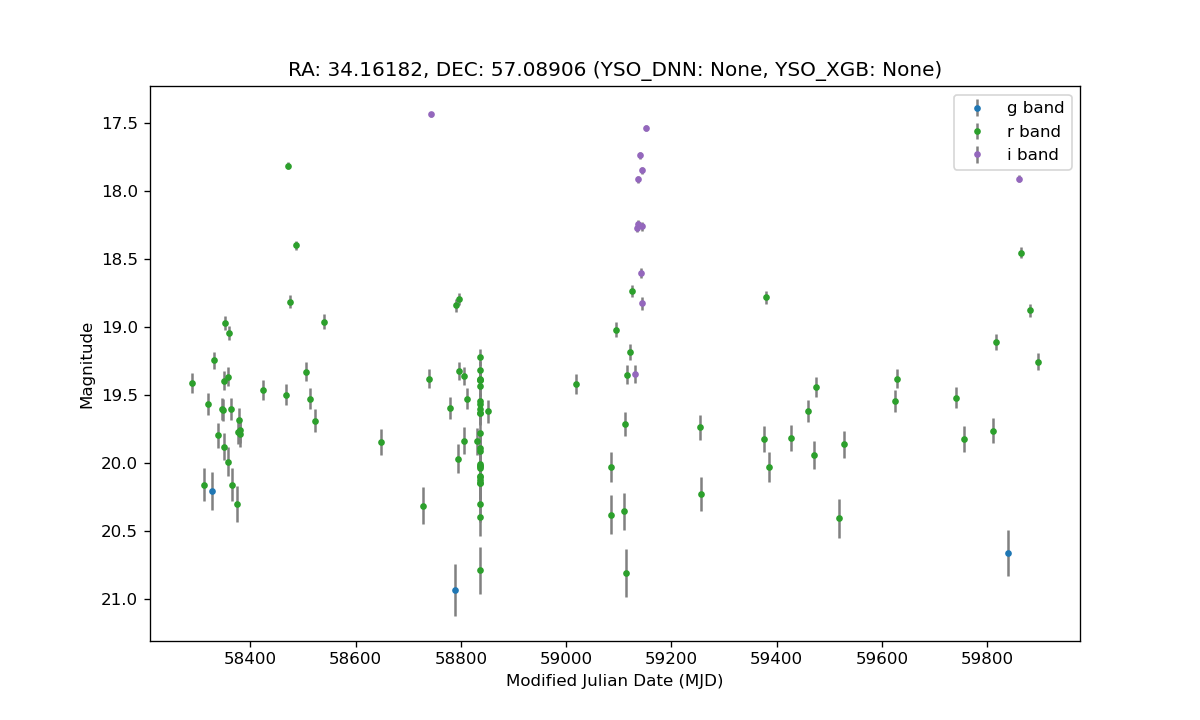 RA: 34.16182, DEC: 57.08906 (YSO_DNN: None, YSO_XGB: None)
g band
r band
i band
17.5
18.0
18.5
19.0
19.5
20.0
20.5
21.0
Magnitude
58400
58600
58800
59000
59200
59400
59600
59800
Modified Julian Date (MJD)